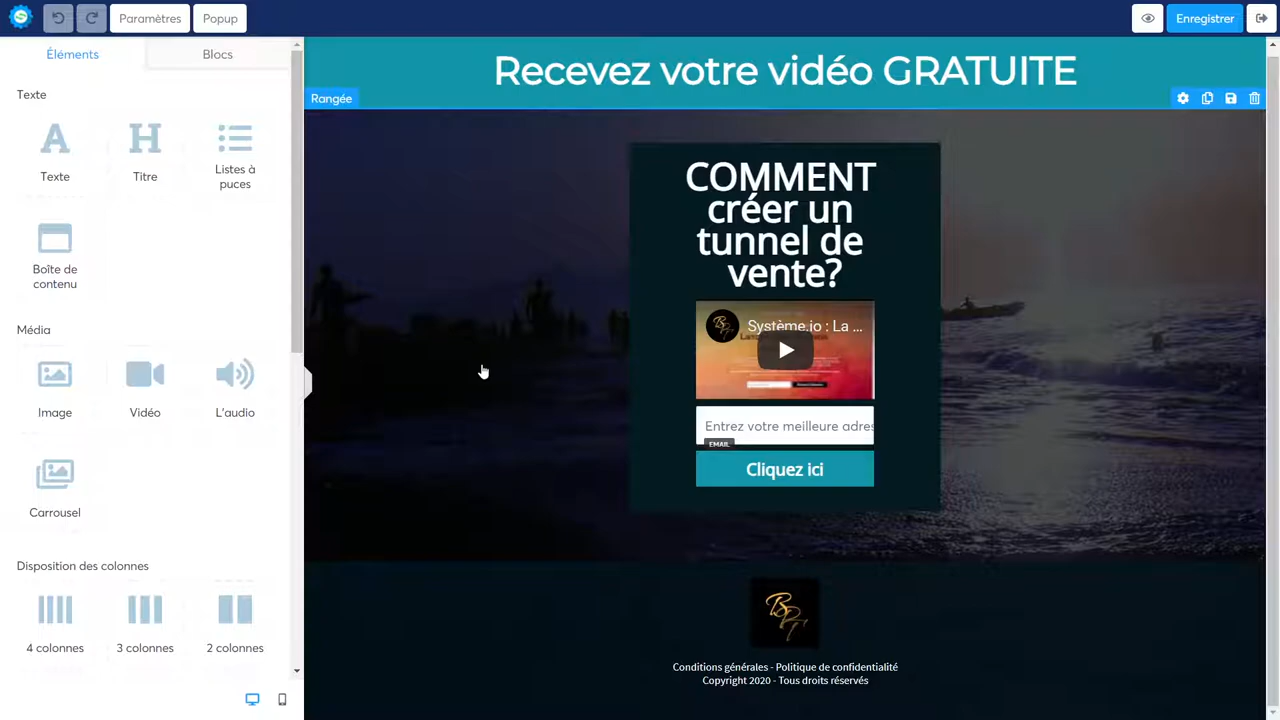 Paramètres
Popup
Enregistrer
Éléments
Blocs
Texte
Texte
Titre
Listes à
puces
Boîte de
contenu
Média
Image
Vidéo
L'audio
Carrousel
Disposition des colonnes
4 colonnes
3 colonnes
2 colonnes
Recevez votre vidéo GRATUITE
Rangée
COMMENT
créer un
tunnel de
vente?
Système.io : La ...
Entrez votre meilleure adres
EMAIL
Cliquez ici
BPT
Conditions générales - Politique de confidentialité
Copyright 2020 - Tous droits réservés